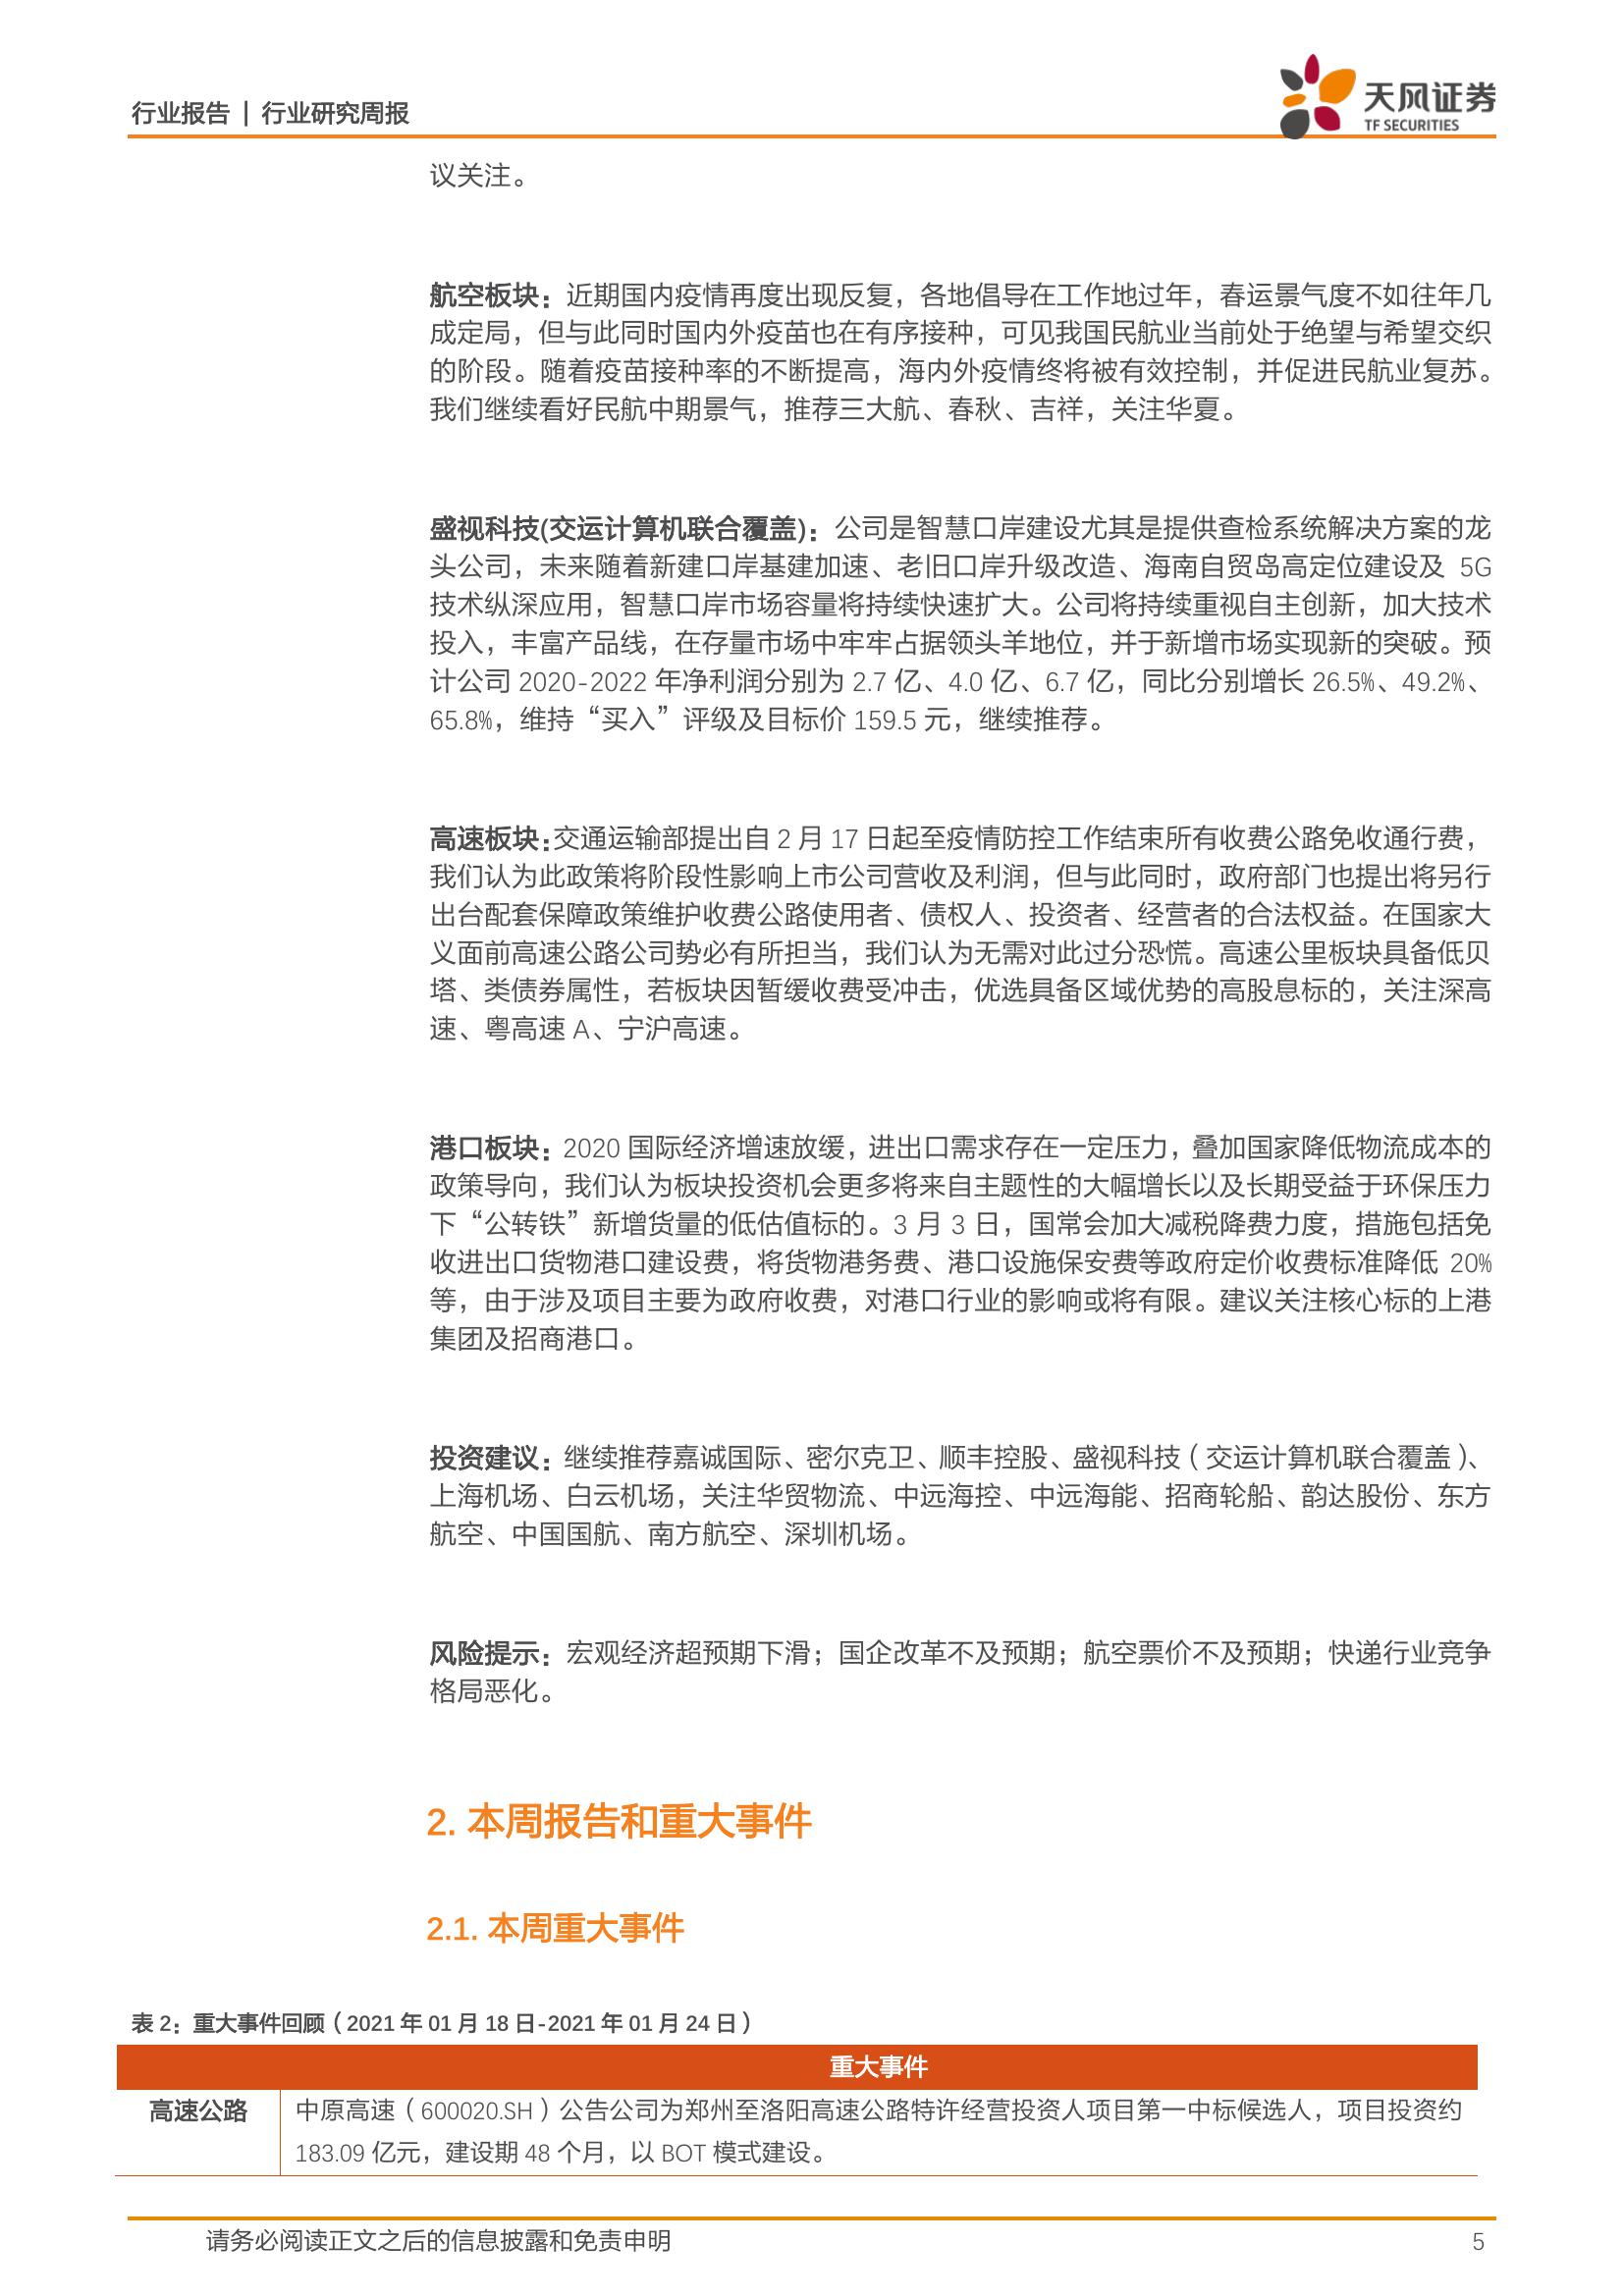 行业报告 | 行业研究周报
天风证券
TF SECURITIES
议关注。
航空板块：近期国内疫情再度出现反复，各地倡导在工作地过年，春运景气度不如往年几
成定局，但与此同时国内外疫苗也在有序接种，可见我国民航业当前处于绝望与希望交织
的阶段。随着疫苗接种率的不断提高，海内外疫情终将被有效控制，并促进民航业复苏。
我们继续看好民航中期景气，推荐三大航、春秋、吉祥，关注华夏。
盛视科技(交运计算机联合覆盖)：公司是智慧口岸建设尤其是提供查检系统解决方案的龙
头公司，未来随着新建口岸基建加速、老旧口岸升级改造、海南自贸岛高定位建设及 5G
技术纵深应用，智慧口岸市场容量将持续快速扩大。公司将持续重视自主创新，加大技术
投入，丰富产品线，在存量市场中牢牢占据领头羊地位，并于新增市场实现新的突破。预
计公司 2020-2022 年净利润分别为 2.7 亿、4.0 亿、6.7 亿，同比分别增长 26.5%、49.2%、
65.8%，维持“买入”评级及目标价 159.5 元，继续推荐。
高速板块:交通运输部提出自 2 月 17 日起至疫情防控工作结束所有收费公路免收通行费，
我们认为此政策将阶段性影响上市公司营收及利润，但与此同时，政府部门也提出将另行
出台配套保障政策维护收费公路使用者、债权人、投资者、经营者的合法权益。在国家大
义面前高速公路公司势必有所担当，我们认为无需对此过分恐慌。高速公里板块具备低贝
塔、类债券属性，若板块因暂缓收费受冲击，优选具备区域优势的高股息标的，关注深高
速、粤高速 A、宁沪高速。
港口板块：2020 国际经济增速放缓，进出口需求存在一定压力，叠加国家降低物流成本的
政策导向，我们认为板块投资机会更多将来自主题性的大幅增长以及长期受益于环保压力
下“公转铁”新增货量的低估值标的。3 月 3 日，国常会加大减税降费力度，措施包括免
收进出口货物港口建设费，将货物港务费、港口设施保安费等政府定价收费标准降低 20%
等，由于涉及项目主要为政府收费，对港口行业的影响或将有限。建议关注核心标的上港
集团及招商港口。
投资建议：继续推荐嘉诚国际、密尔克卫、顺丰控股、盛视科技（交运计算机联合覆盖）、
上海机场、白云机场，关注华贸物流、中远海控、中远海能、招商轮船、韵达股份、东方
航空、中国国航、南方航空、深圳机场。
风险提示：宏观经济超预期下滑；国企改革不及预期；航空票价不及预期；快递行业竞争
格局恶化。
2. 本周报告和重大事件
2.1. 本周重大事件
表 2：重大事件回顾（2021 年 01 月 18 日-2021 年 01 月 24 日）
重大事件
高速公路 中原高速（600020.SH）公告公司为郑州至洛阳高速公路特许经营投资人项目第一中标候选人，项目投资约
183.09 亿元，建设期 48 个月，以 BOT 模式建设。
请务必阅读正文之后的信息披露和免责申明 5